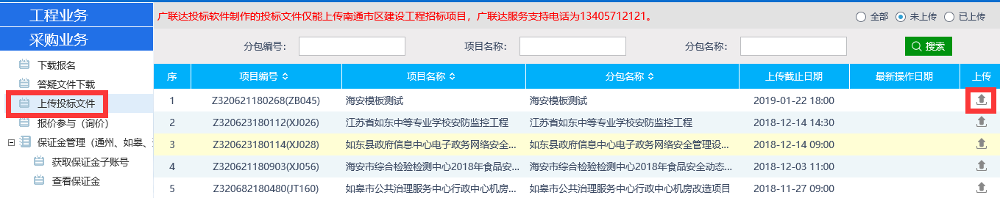 工程业务
采购业务
下载报名
答疑文件下载
上传投标文件
报价参与（询价）
保证金管理（通州、如皋、
获取保证金子账号
查看保证金
广联达投标软件制作的投标文件仅能上传南通市区建设工程招标项目，广联达服务支持电话为13405712121。
全部 未上传 已上传
分包编号： 项目名称： 分包名称： 搜索
序 项目编号 项目名称 分包名称 上传截止日期 最新操作日期 上传
1 Z320621180268(ZB045) 海安模板测试 海安模板测试 2019-01-22 18:00
2 Z320623180112(XJ026) 江苏省如东中等专业学校安防监控工程 江苏省如东中等专业学校安防监控工程 2018-12-14 14:30
3 Z320623180114(XJ028) 如东县政府信息中心电子政务网络安全... 如东县政府信息中心电子政务网络安全管理设... 2018-12-14 09:00
4 Z320621180903(XJ056) 海安市综合检验检测中心2018年食品安... 海安市综合检验检测中心2018年食品安全动态... 2018-12-03 11:00
5 Z320682180480(JT160) 如皋市公共治理服务中心行政中心机房... 如皋市公共治理服务中心行政中心机房改造项目 2018-11-27 09:00